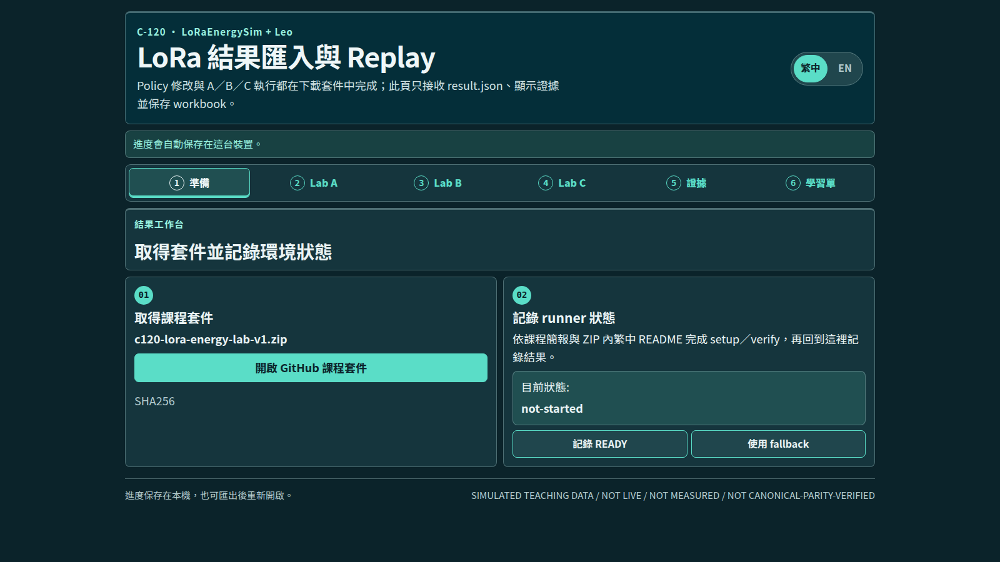 C-120 • LoRaEnergySim + Leo
LoRa 結果匯入與 Replay
Policy 修改與 A／B／C 執行都在下載套件中完成；此頁只接收 result.json、顯示證據
並保存 workbook。
繁中
EN
進度會自動保存在這台裝置。
1 準備
2 Lab A
3 Lab B
4 Lab C
5 證據
6 學習單
結果工作台
取得套件並記錄環境狀態
01
取得課程套件
c120-lora-energy-lab-v1.zip
開啟 GitHub 課程套件
SHA256
02
記錄 runner 狀態
依課程簡報與 ZIP 內繁中 README 完成 setup／verify，再回到這裡記
錄結果。
目前狀態:
not-started
記錄 READY
使用 fallback
進度保存在本機，也可匯出後重新開啟。
SIMULATED TEACHING DATA / NOT LIVE / NOT MEASURED / NOT CANONICAL-PARITY-VERIFIED